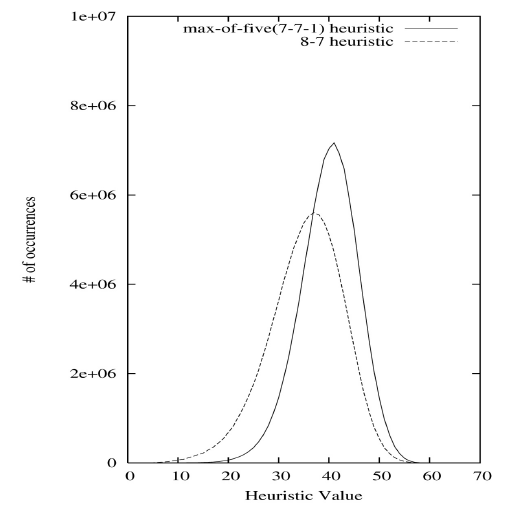 1e+07
max-of-five(7-7-1) heuristic
8-7 heuristic
8e+06
6e+06
# of occurrences
4e+06
2e+06
0
0 10 20 30 40 50 60 70
Heuristic Value